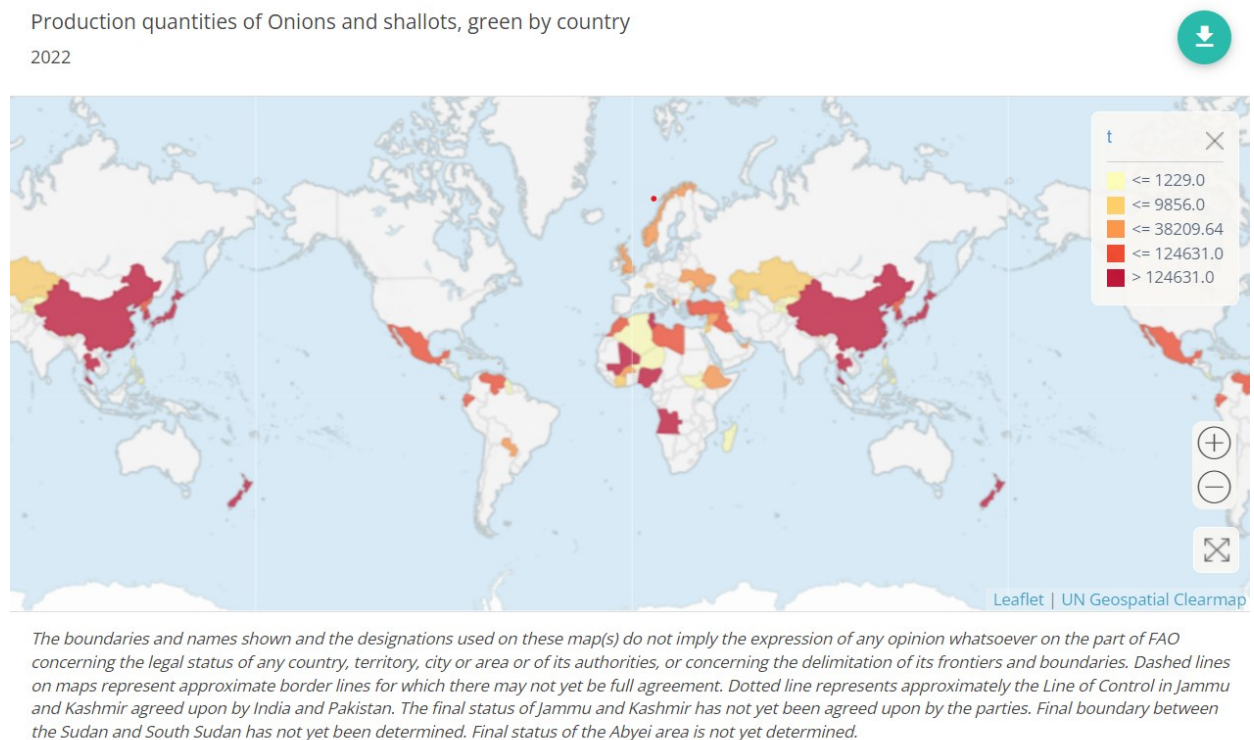 Production quantities of Onions and shallots, green by country
2022
t
<= 1229.0
<= 9856.0
<= 38209.64
<= 124631.0
> 124631.0
Leaflet | UN Geospatial Clearmap
The boundaries and names shown and the designations used on these map(s) do not imply the expression of any opinion whatsoever on the part of FAO
concerning the legal status of any country, territory, city or area or of its authorities, or concerning the delimitation of its frontiers and boundaries. Dashed lines
on maps represent approximate border lines for which there may not yet be full agreement. Dotted line represents approximately the Line of Control in Jammu
and Kashmir agreed upon by India and Pakistan. The final status of Jammu and Kashmir has not yet been agreed upon by the parties. Final boundary between
the Sudan and South Sudan has not yet been determined. Final status of the Abyei area is not yet determined.